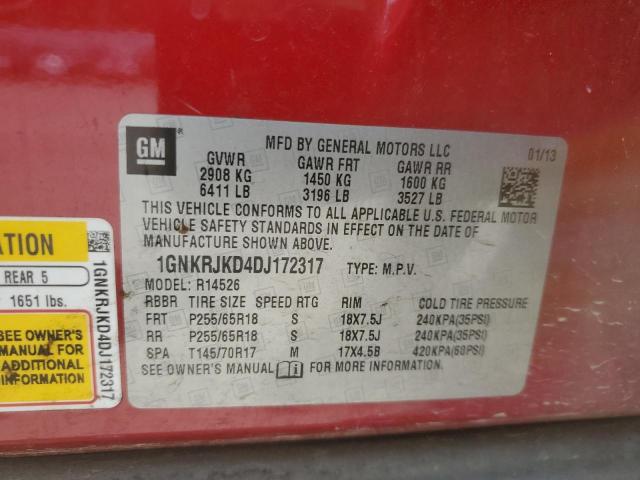 GM
MFD BY GENERAL MOTORS LLC
01/13
GVWR GAWR FRT GAWR RR
2908 KG 1450 KG 1600 KG
6411 LB 3196 LB 3527 LB
THIS VEHICLE CONFORMS TO ALL APPLICABLE U.S. FEDERAL MOTOR
VEHICLE SAFETY STANDARDS IN EFFECT ON THE DATE OF
MANUFACTURE SHOWN ABOVE.
1GNKRJKD4DJ172317 TYPE: M.P.V.
MODEL: R14526
RBBR TIRE SIZE SPEED RTG RIM COLD TIRE PRESSURE
FRT P255/65R18 S 18X7.5J 240KPA(35PSI)
RR P255/65R18 S 18X7.5J 240KPA(35PSI)
SPA T145/70R17 M 17X4.5B 420KPA(60PSI)
SEE OWNER'S MANUAL FOR MORE INFORMATION
ATION
REAR 5
1651 lbs.
SEE OWNER'S
MANUAL FOR
ADDITIONAL
INFORMATION
1GNKRJKD4DJ172317